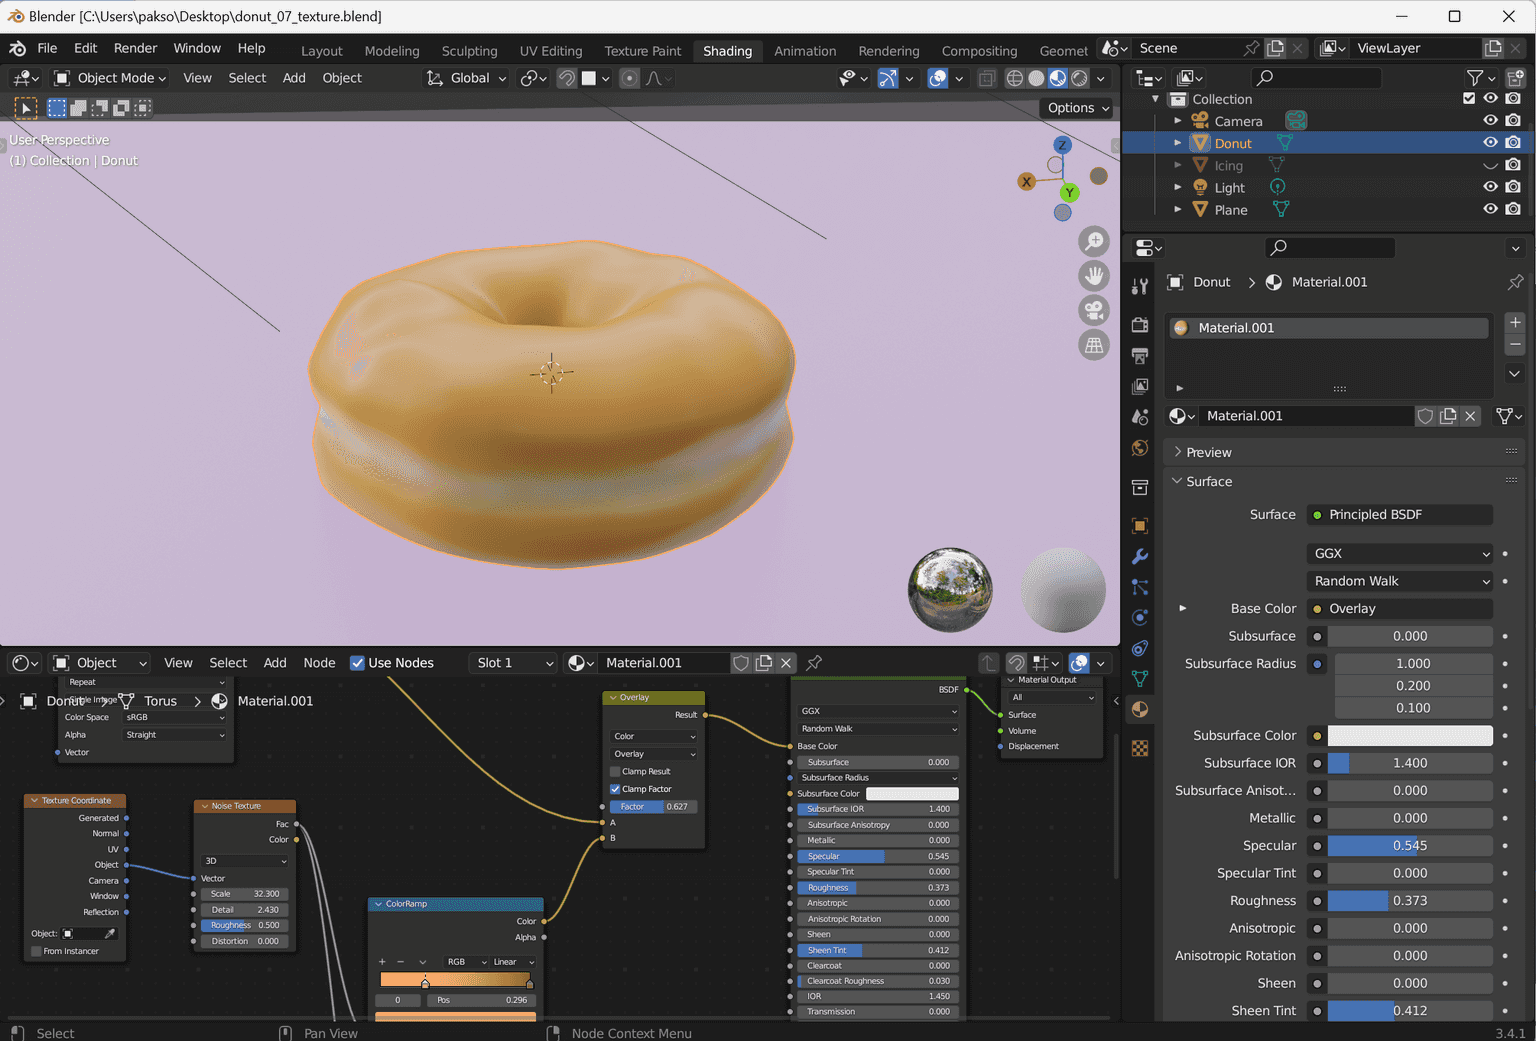 Blender [C:\Users\pakso\Desktop\donut_07_texture.blend]
File Edit Render Window Help Layout Modeling Sculpting UV Editing Texture Paint Shading Animation Rendering Compositing Geomet Scene ViewLayer
Object Mode View Select Add Object Global
Options
User Perspective
(1) Collection | Donut
Z
X
Y
Collection
Camera
Donut
Icing
Light
Plane
Donut > Material.001
Material.001
Material.001
Preview
Surface
Surface Principled BSDF
GGX
Random Walk
Base Color Overlay
Subsurface 0.000
Subsurface Radius 1.000
0.200
0.100
Subsurface Color
Subsurface IOR 1.400
Subsurface Anisot... 0.000
Metallic 0.000
Specular 0.545
Specular Tint 0.000
Roughness 0.373
Anisotropic 0.000
Anisotropic Rotation 0.000
Sheen 0.000
Sheen Tint 0.412
Object View Select Add Node Use Nodes Slot 1 Material.001
Repeat
Single Image
Donut Torus > Material.001
Color Space sRGB
Alpha Straight
Vector
Texture Coordinate
Generated
Normal
UV
Object
Camera
Window
Reflection
Object:
From Instancer
Noise Texture
Fac
Color
3D
Vector
Scale 32.300
Detail 2.430
Roughness 0.500
Distortion 0.000
ColorRamp
Color
Alpha
+ − RGB Linear
0 Pos 0.296
Overlay
Result
Color
Overlay
Clamp Result
Clamp Factor
Factor 0.627
A
B
BSDF
GGX
Random Walk
Base Color
Subsurface 0.000
Subsurface Radius
Subsurface Color
Subsurface IOR 1.400
Subsurface Anisotropy 0.000
Metallic 0.000
Specular 0.545
Specular Tint 0.000
Roughness 0.373
Anisotropic 0.000
Anisotropic Rotation 0.000
Sheen 0.000
Sheen Tint 0.412
Clearcoat 0.000
Clearcoat Roughness 0.030
IOR 1.450
Transmission 0.000
Material Output
All
Surface
Volume
Displacement
Select Pan View Node Context Menu 3.4.1